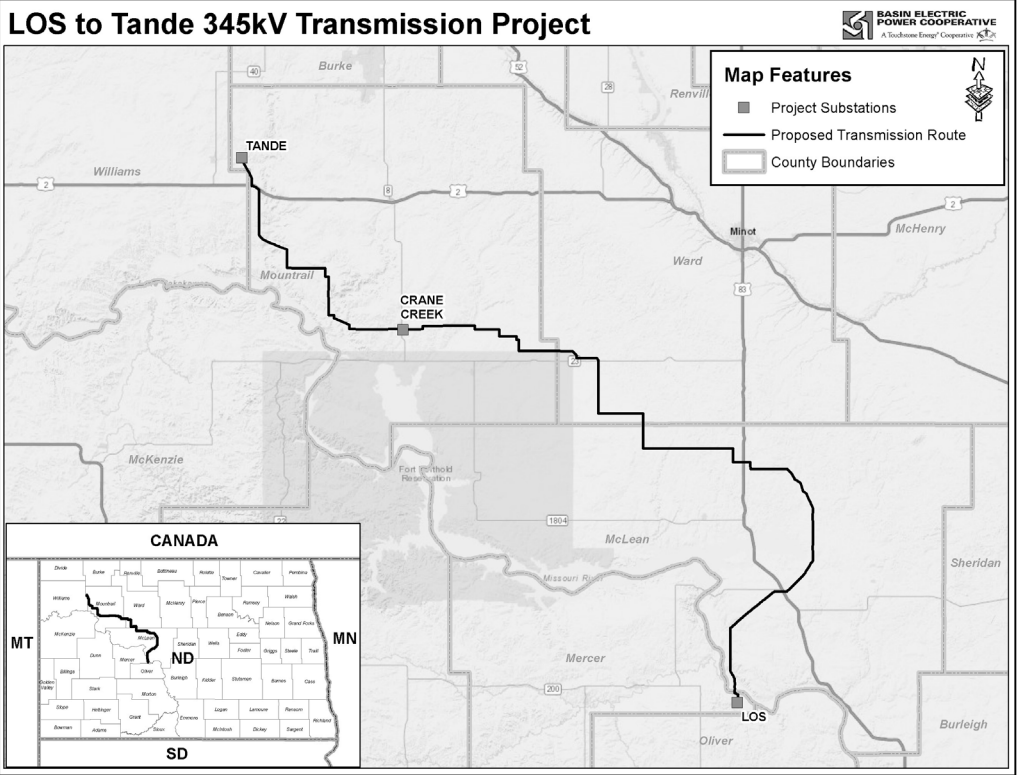 LOS to Tande 345kV Transmission Project
BASIN ELECTRIC
POWER COOPERATIVE
A Touchstone Energy® Cooperative
Map Features
N
Project Substations
Proposed Transmission Route
County Boundaries
Burke
40
52
28
Renvill
TANDE
Williams
2
8
2
2
Minot
McHenry
Ward
Mountrail
83
CRANE
CREEK
23
McKenzie
Fort
thold
1804
McLean
Missouri River
Sheridan
Mercer
200
LOS
Oliver
Burleigh
CANADA
MT
ND
MN
SD
Divide
Burke
Renville
Bottineau
Rolette
Towner
Cavalier
Pembina
Williams
Mountrail
Ward
McHenry
Pierce
Benson
Ramsey
Walsh
Nelson
Grand Forks
McKenzie
McLean
Sheridan
Wells
Eddy
Foster
Griggs
Steele
Traill
Dunn
Mercer
Oliver
Billings
Golden
Valley
Stark
Morton
Burleigh
Kidder
Stutsman
Barnes
Cass
Slope
Hettinger
Grant
Bowman
Adams
Sioux
Emmons
Logan
Lamoure
Ransom
Richland
McIntosh
Dickey
Sargent